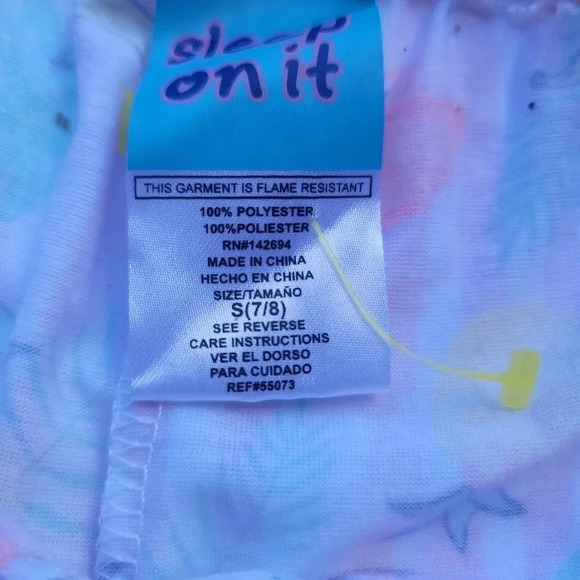 sleep
on it
THIS GARMENT IS FLAME RESISTANT
100% POLYESTER
100%POLIESTER
RN#142694
MADE IN CHINA
HECHO EN CHINA
SIZE/TAMAÑO
S(7/8)
SEE REVERSE
CARE INSTRUCTIONS
VER EL DORSO
PARA CUIDADO
REF#55073